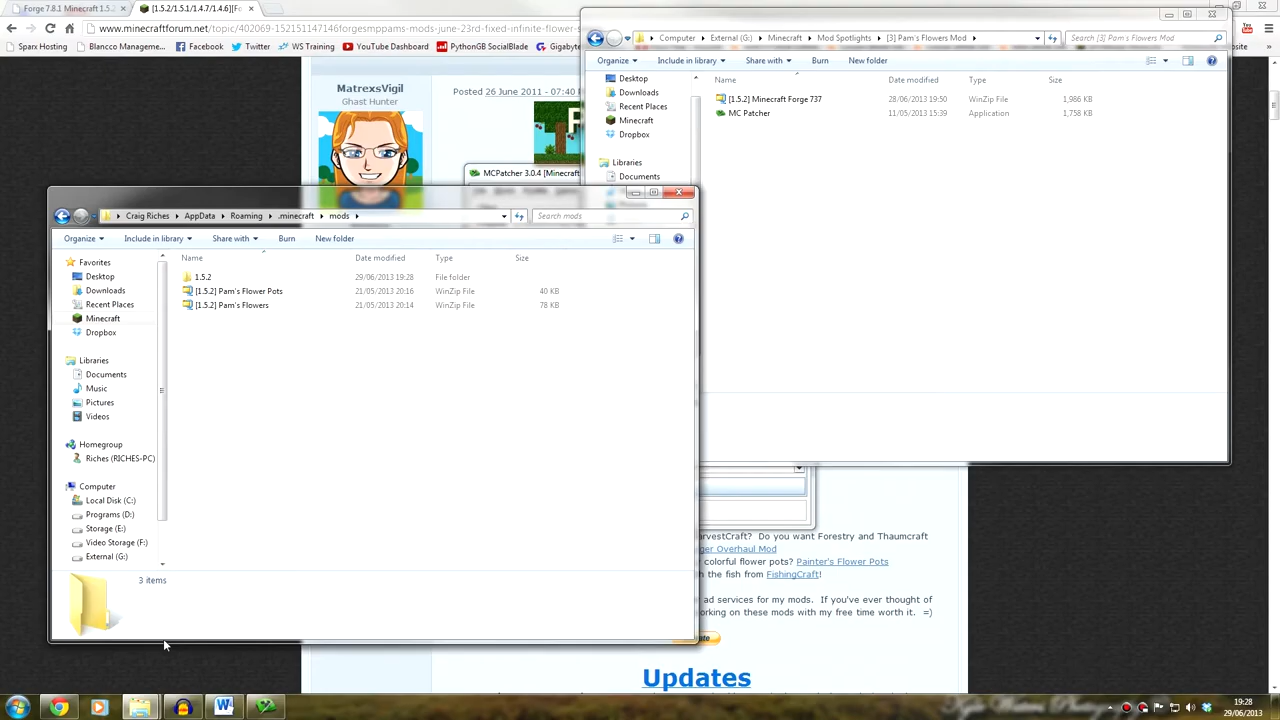 Forge 7.8.1 Minecraft 1.5.2
[1.5.2/1.5.1/1.4.7/1.4.6][F
www.minecraftforum.net/topic/402069-152151147146forgesmppams-mods-june-23rd-fixed-infinite-flower-s
Sparx Hosting
Blancco Manageme...
Facebook
Twitter
WS Training
YouTube Dashboard
PythonGB SocialBlade
Gigabyte
MatrexsVigil
Ghast Hunter
Posted 26 June 2011 - 07:40
MCPatcher 3.0.4 [Minecraft
Computer
External (G:)
Minecraft
Mod Spotlights
[3] Pam's Flowers Mod
Search [3] Pam's Flowers Mod
Organize
Include in library
Share with
Burn
New folder
Desktop
Downloads
Recent Places
Minecraft
Dropbox
Libraries
Documents
Name
Date modified
Type
Size
[1.5.2] Minecraft Forge 737
28/06/2013 19:50
WinZip File
1,986 KB
MC Patcher
11/05/2013 15:39
Application
1,758 KB
Craig Riches
AppData
Roaming
.minecraft
mods
Search mods
Organize
Include in library
Share with
Burn
New folder
Favorites
Desktop
Downloads
Recent Places
Minecraft
Dropbox
Libraries
Documents
Music
Pictures
Videos
Homegroup
Riches (RICHES-PC)
Computer
Local Disk (C:)
Programs (D:)
Storage (E:)
Video Storage (F:)
External (G:)
Name
Date modified
Type
Size
1.5.2
29/06/2013 19:28
File folder
[1.5.2] Pam's Flower Pots
21/05/2013 20:16
WinZip File
40 KB
[1.5.2] Pam's Flowers
21/05/2013 20:14
WinZip File
78 KB
3 items
rvestCraft? Do you want Forestry and Thaumcraft
ger Overhaul Mod
colorful flower pots? Painter's Flower Pots
h the fish from FishingCraft!
ad services for my mods. If you've ever thought of
orking on these mods with my free time worth it. =)
ate
Updates
19:28
29/06/2013